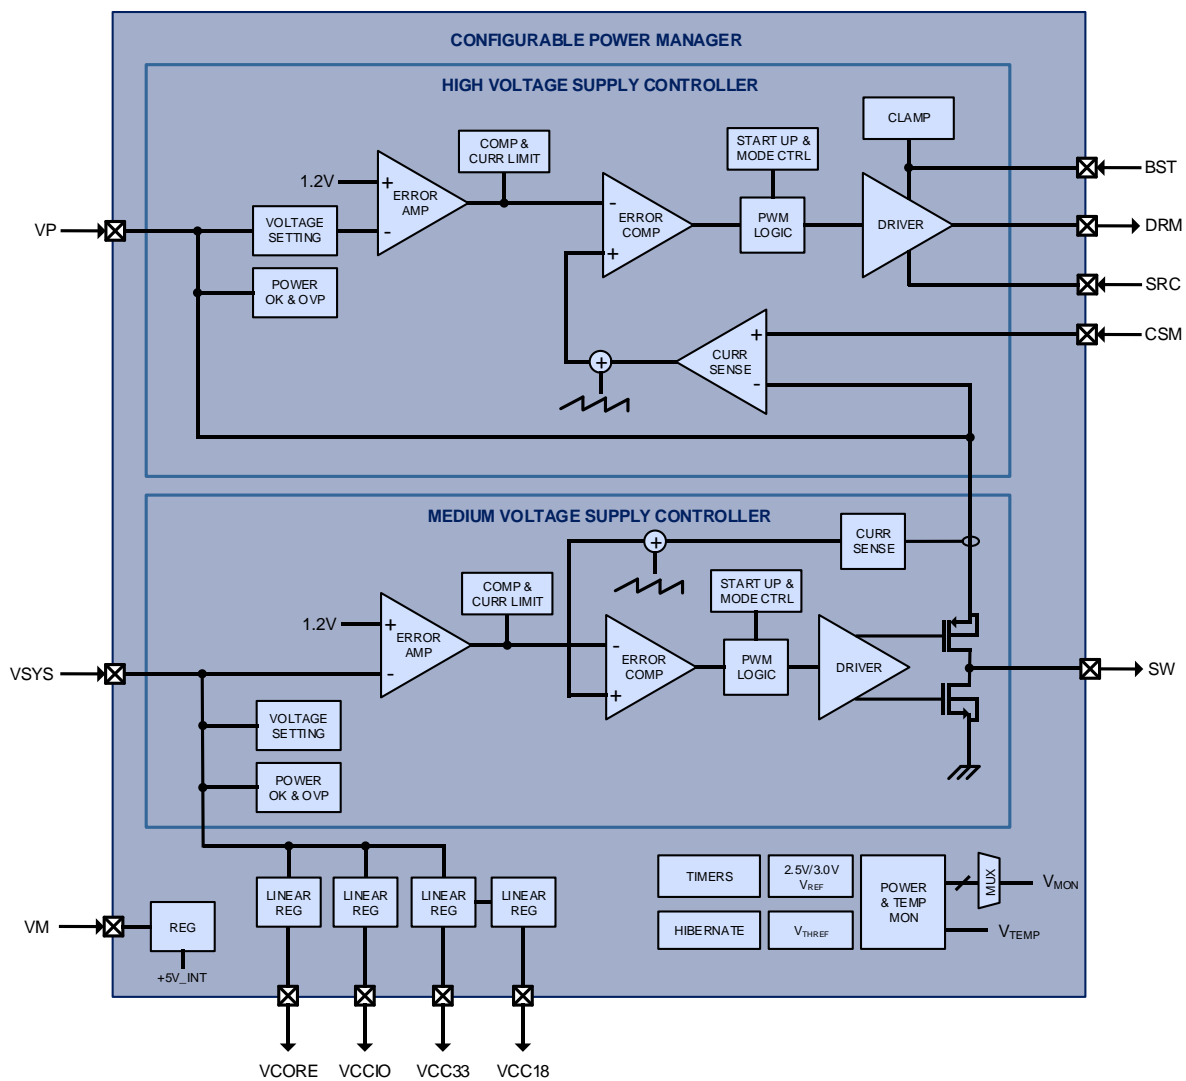 CONFIGURABLE POWER MANAGER
HIGH VOLTAGE SUPPLY CONTROLLER
CLAMP
COMP &
CURR LIMIT
START UP &
MODE CTRL
BST
1.2V
+
ERROR
AMP
-
VP
VOLTAGE
SETTING
-
ERROR
COMP
+
PWM
LOGIC
DRIVER
DRM
POWER
OK & OVP
SRC
CSM
+
CURR
SENSE
-
+
MEDIUM VOLTAGE SUPPLY CONTROLLER
+
CURR
SENSE
COMP &
CURR LIMIT
START UP &
MODE CTRL
1.2V
+
ERROR
AMP
-
-
ERROR
COMP
+
PWM
LOGIC
DRIVER
VSYS
SW
VOLTAGE
SETTING
POWER
OK & OVP
LINEAR
REG
LINEAR
REG
LINEAR
REG
LINEAR
REG
TIMERS
2.5V/3.0V
VREF
POWER
& TEMP
MON
MUX
VMON
VM
REG
HIBERNATE
VTHREF
VTEMP
+5V_INT
VCORE
VCCIO
VCC33
VCC18